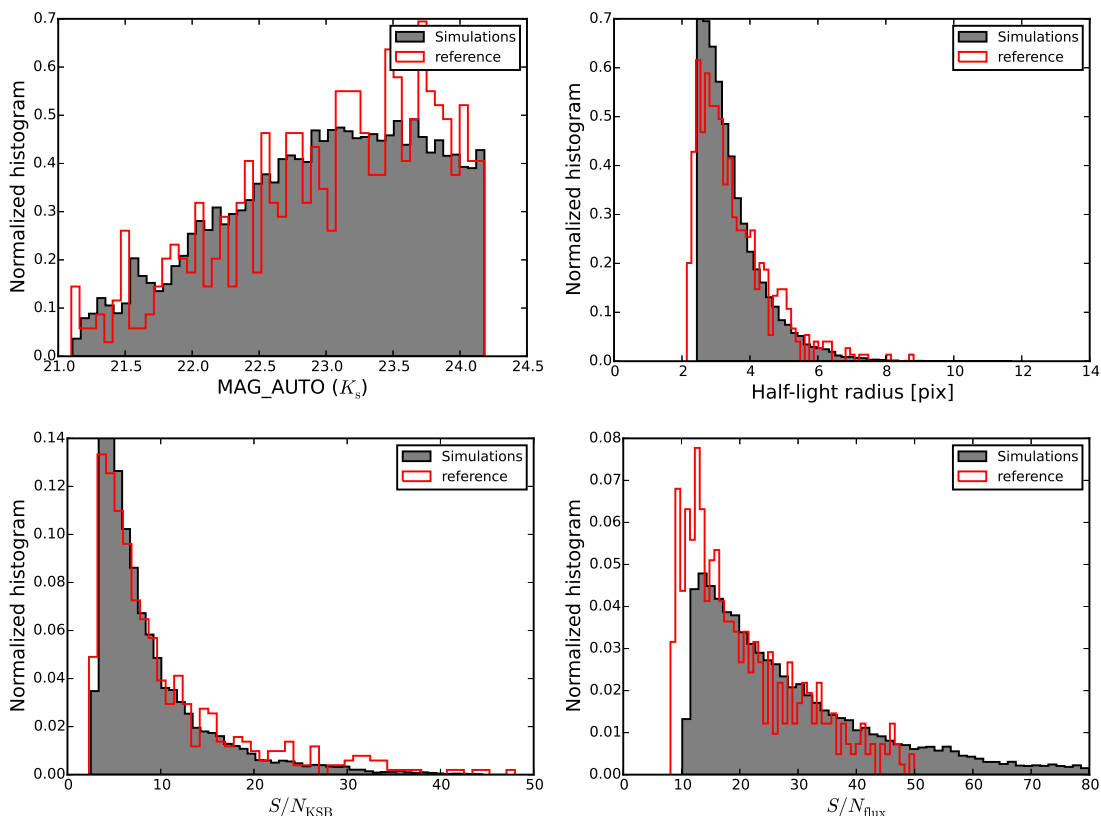 0.7
0.6
0.5
0.4
0.3
0.2
0.1
0.0
21.0 21.5 22.0 22.5 23.0 23.5 24.0 24.5
Normalized histogram
MAG_AUTO (Ks)
Simulations
reference
0.7
0.6
0.5
0.4
0.3
0.2
0.1
0.0
0 2 4 6 8 10 12 14
Normalized histogram
Half-light radius [pix]
Simulations
reference
0.14
0.12
0.10
0.08
0.06
0.04
0.02
0.00
0 10 20 30 40 50
Normalized histogram
S/NKSB
Simulations
reference
0.08
0.07
0.06
0.05
0.04
0.03
0.02
0.01
0.00
0 10 20 30 40 50 60 70 80
Normalized histogram
S/Nflux
Simulations
reference